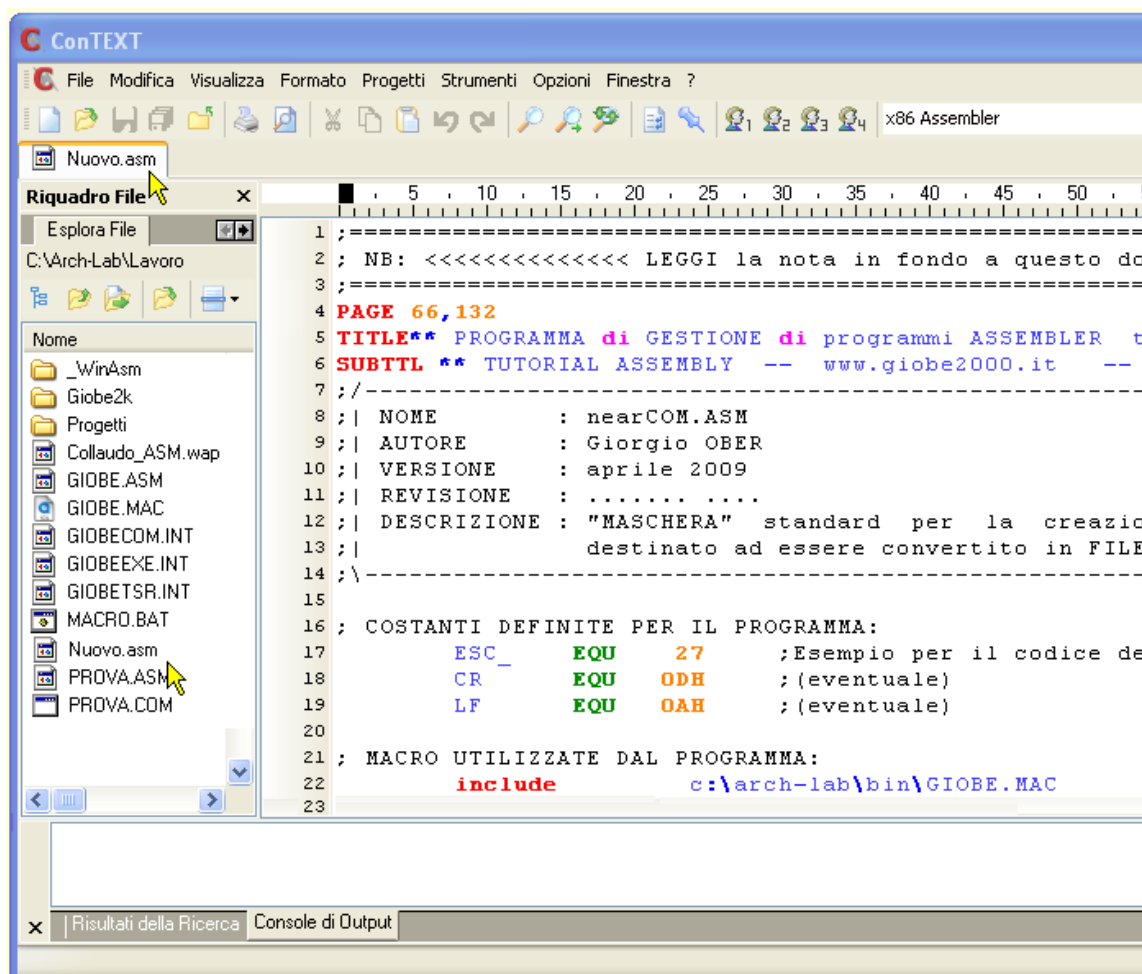 ConTEXT
File Modifica Visualizza Formato Progetti Strumenti Opzioni Finestra ?
1 2 3 4 x86 Assembler
Nuovo.asm
Riquadro File
5 10 15 20 25 30 35 40 45 50
Esplora File
C:\Arch-Lab\Lavoro
Nome
_WinAsm
Giobe2k
Progetti
Collaudo_ASM.wap
GIOBE.ASM
GIOBE.MAC
GIOBECOM.INT
GIOBEEXE.INT
GIOBETSR.INT
MACRO.BAT
Nuovo.asm
PROVA.ASM
PROVA.COM
1 ;=======================================================
2 ; NB: <<<<<<<<<<<<<< LEGGI la nota in fondo a questo do
3 ;=======================================================
4 PAGE 66,132
5 TITLE** PROGRAMMA di GESTIONE di programmi ASSEMBLER t
6 SUBTTL ** TUTORIAL ASSEMBLY -- www.giobe2000.it --
7 ;/-----------------------------------------------------
8 ;| NOME : nearCOM.ASM
9 ;| AUTORE : Giorgio OBER
10 ;| VERSIONE : aprile 2009
11 ;| REVISIONE : ....... ....
12 ;| DESCRIZIONE : "MASCHERA" standard per la creazio
13 ;| destinato ad essere convertito in FILE
14 ;\-----------------------------------------------------
15
16 ; COSTANTI DEFINITE PER IL PROGRAMMA:
17 ESC_ EQU 27 ;Esempio per il codice de
18 CR EQU 0DH ;(eventuale)
19 LF EQU 0AH ;(eventuale)
20
21 ; MACRO UTILIZZATE DAL PROGRAMMA:
22 include c:\arch-lab\bin\GIOBE.MAC
23
Risultati della Ricerca Console di Output